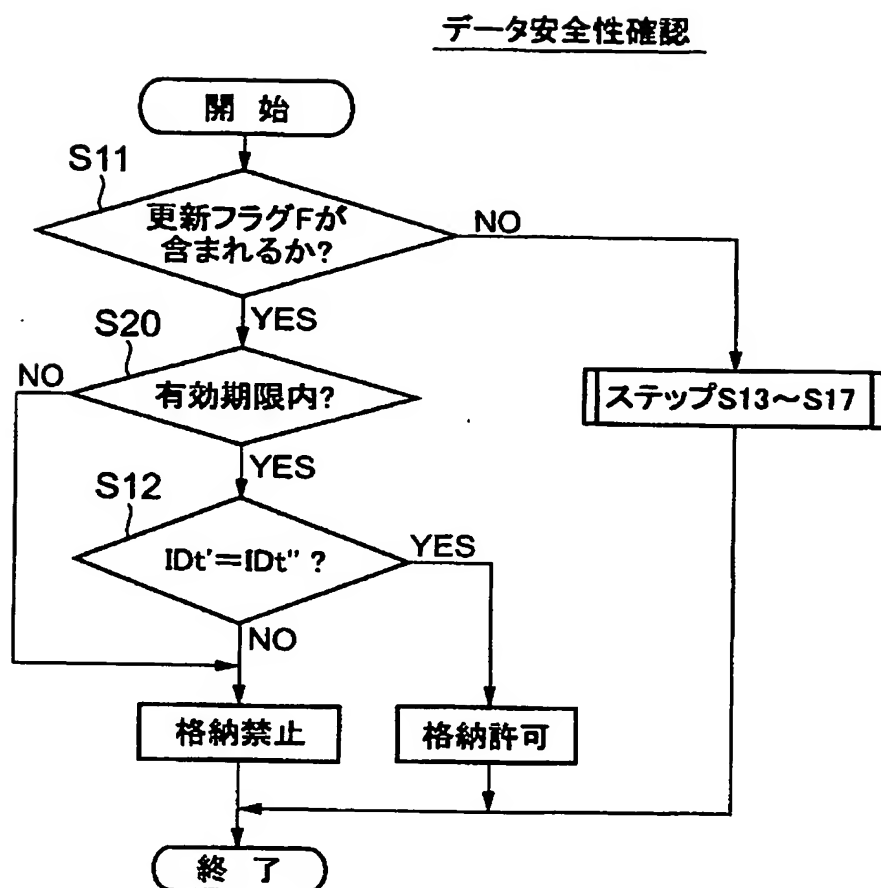 データ安全性確認
開始
S11
更新フラグFが
含まれるか?
NO
YES
S20
NO
有効期限内?
ステップS13～S17
YES
S12
IDt'=IDt"?
YES
NO
格納禁止
格納許可
終了